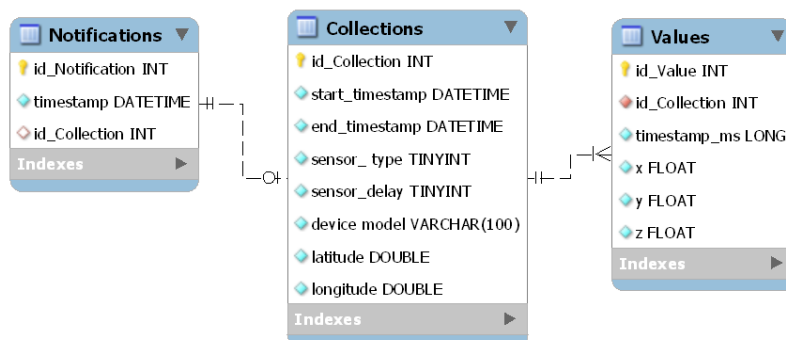 Notifications
id_Notification INT
timestamp DATETIME
id_Collection INT
Indexes
Collections
id_Collection INT
start_timestamp DATETIME
end_timestamp DATETIME
sensor_ type TINYINT
sensor_delay TINYINT
device model VARCHAR(100)
latitude DOUBLE
longitude DOUBLE
Indexes
Values
id_Value INT
id_Collection INT
timestamp_ms LONG
x FLOAT
y FLOAT
z FLOAT
Indexes